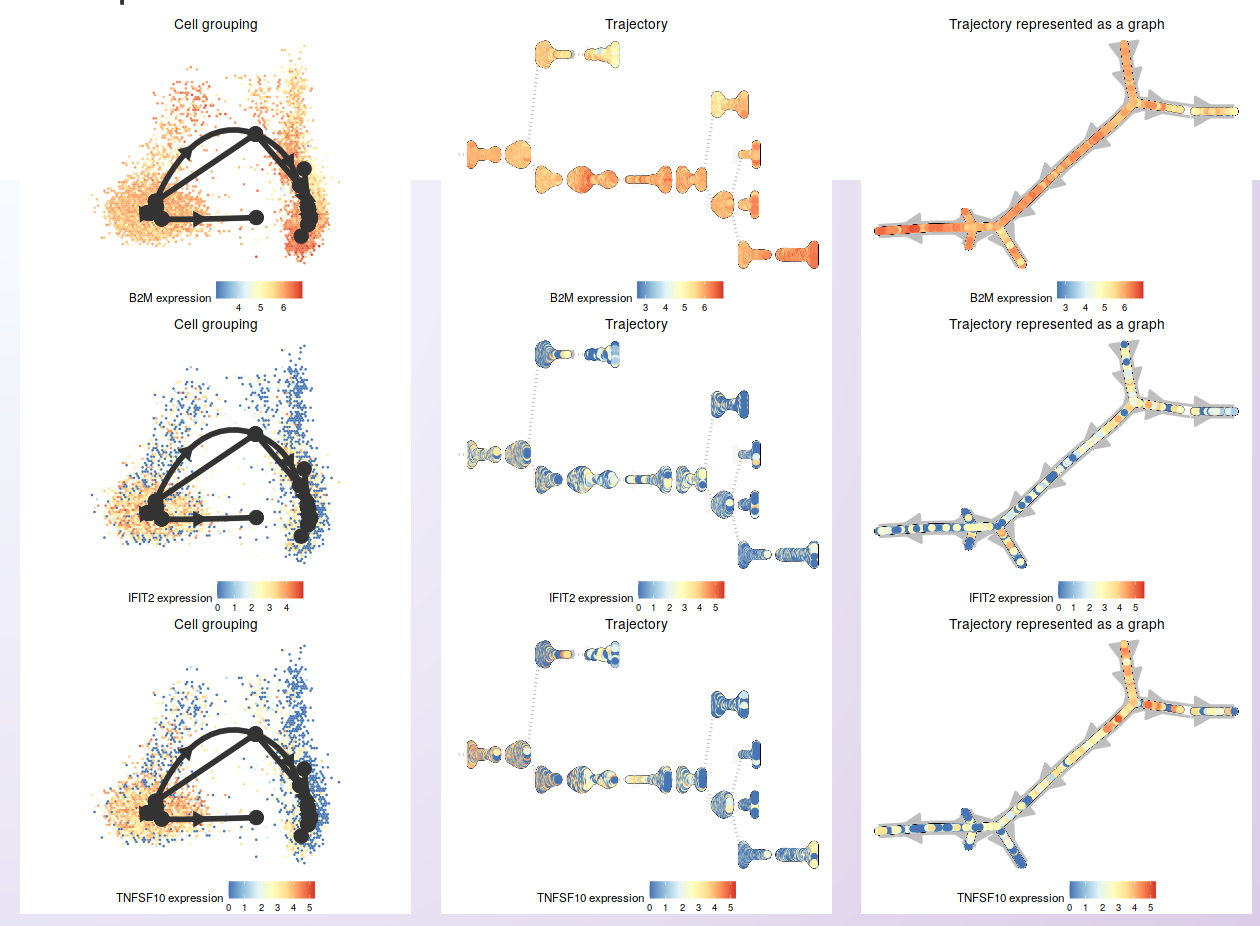 Cell grouping
Trajectory
Trajectory represented as a graph
B2M expression
4 5 6
B2M expression
3 4 5 6
B2M expression
3 4 5 6
Cell grouping
Trajectory
Trajectory represented as a graph
IFIT2 expression
0 1 2 3 4
IFIT2 expression
0 1 2 3 4 5
IFIT2 expression
0 1 2 3 4 5
Cell grouping
Trajectory
Trajectory represented as a graph
TNFSF10 expression
0 1 2 3 4 5
TNFSF10 expression
0 1 2 3 4 5
TNFSF10 expression
0 1 2 3 4 5